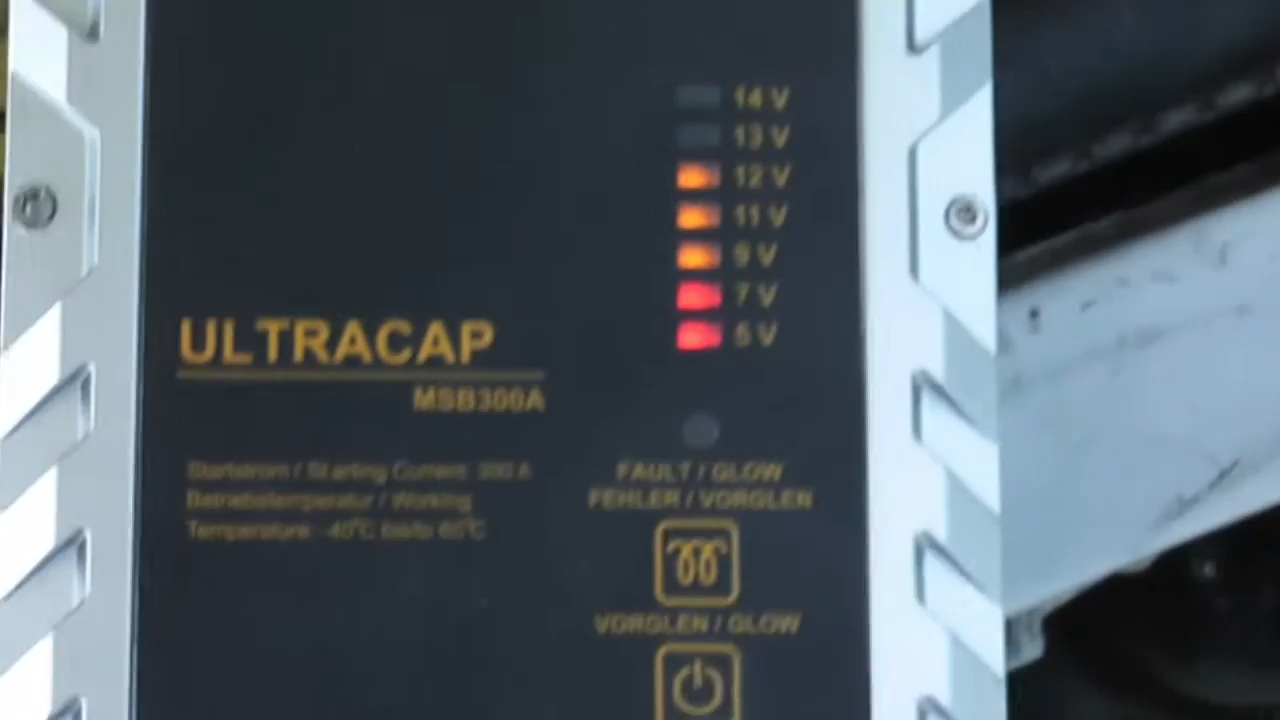 14 V
13 V
12 V
11 V
9 V
7 V
5 V
ULTRACAP
MSB300A
Startstrom / Starting Current: 300 A
Betriebstemperatur / Working
Temperature: -40°C bis/to 65°C
FAULT / GLOW
FEHLER / VORGLEN
VORGLEN / GLOW